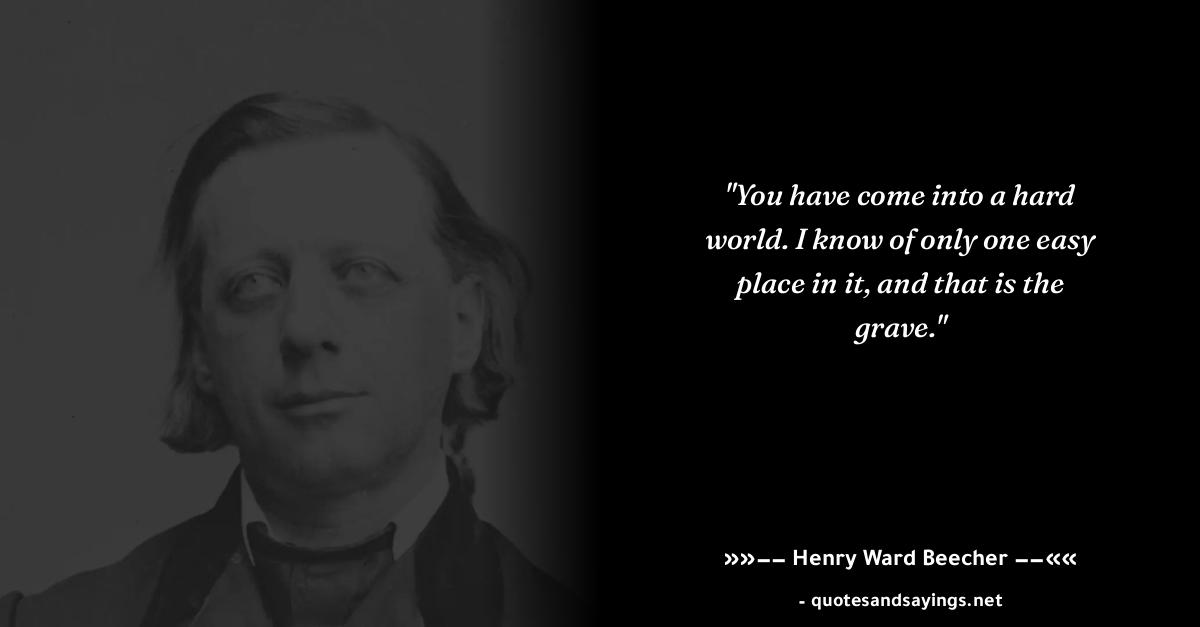 "You have come into a hard
world. I know of only one easy
place in it, and that is the
grave."
»»–– Henry Ward Beecher ––««
- quotesandsayings.net